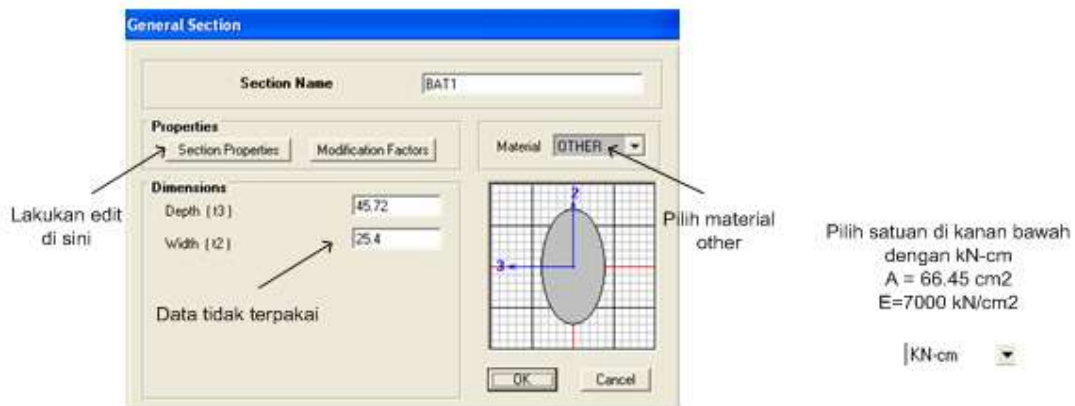 General Section
Section Name
BAT1
Properties
Section Properties
Modification Factors
Material
OTHER
Dimensions
Depth ( t3 )
45.72
Width ( t2 )
25.4
2
3
OK
Cancel
Lakukan edit
di sini
Data tidak terpakai
Pilih material
other
Pilih satuan di kanan bawah
dengan kN-cm
A = 66.45 cm2
E=7000 kN/cm2
KN-cm